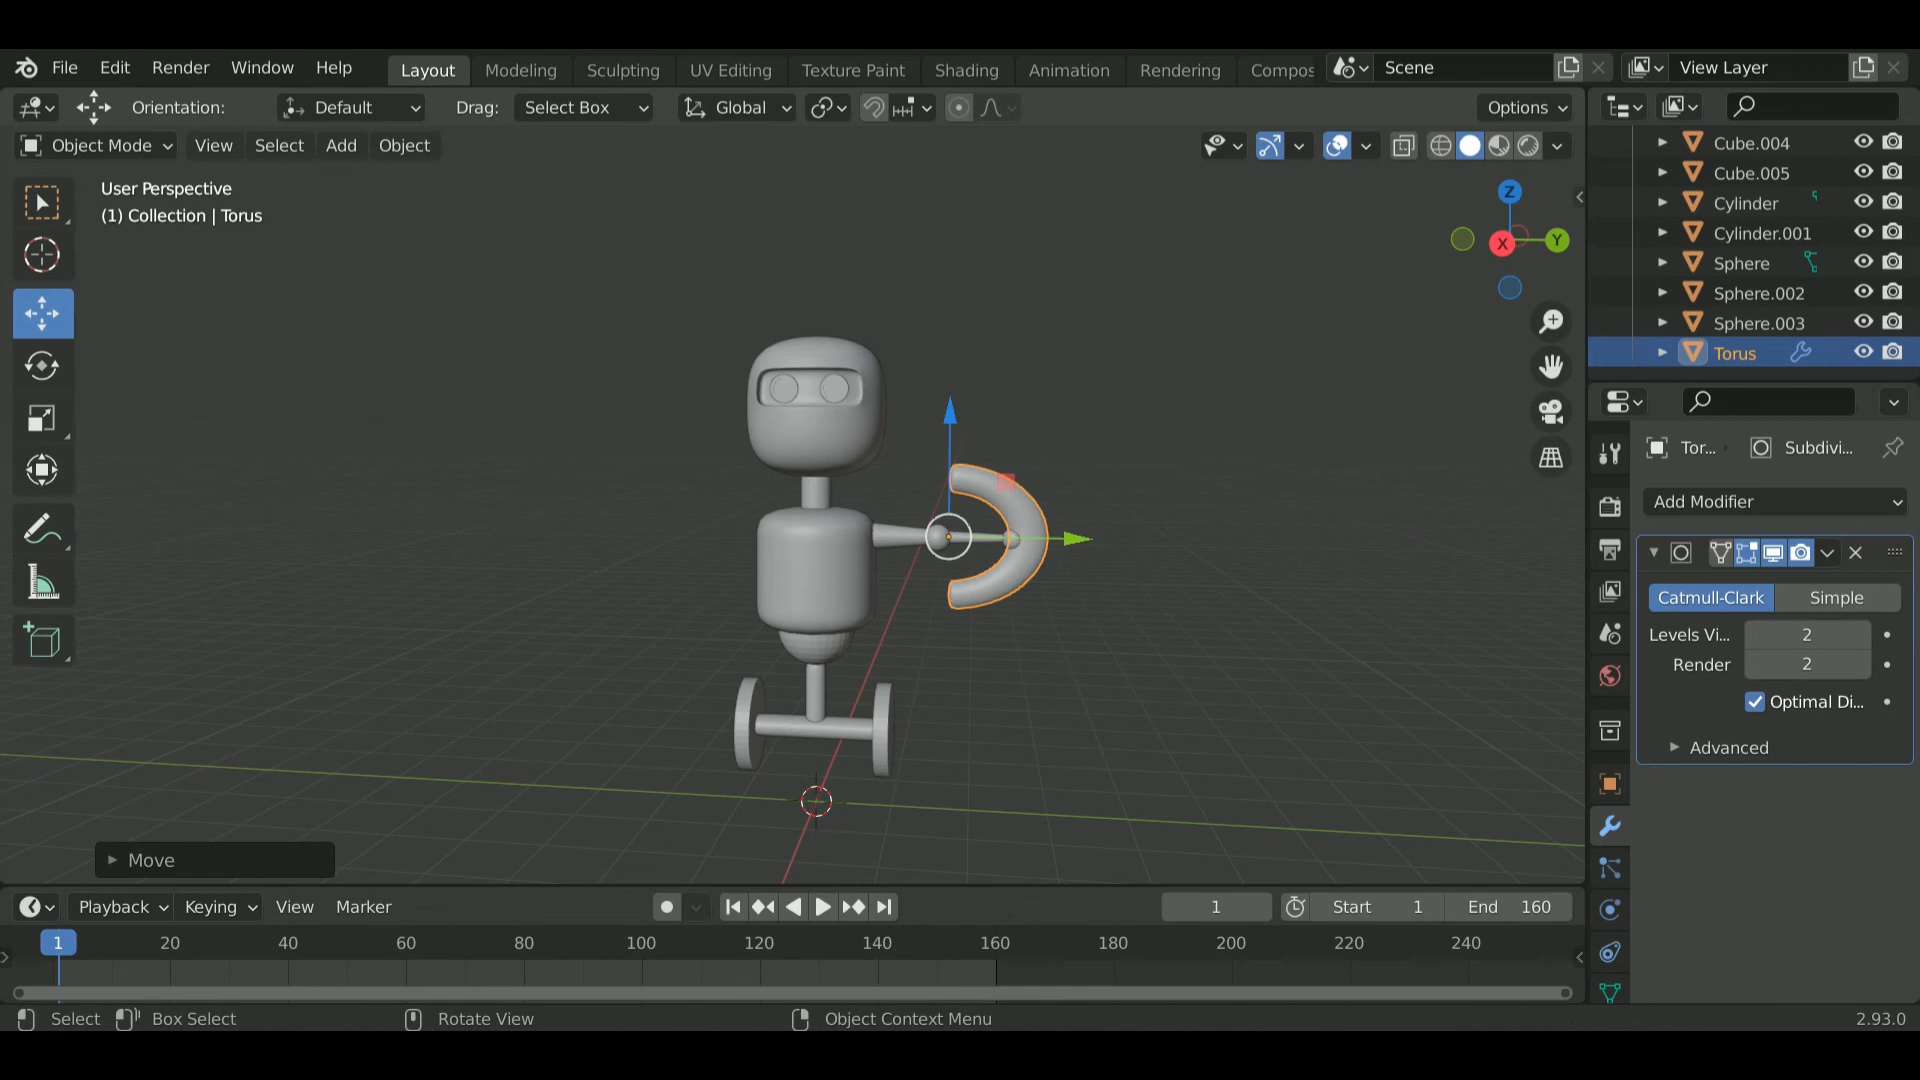 File Edit Render Window Help Layout Modeling Sculpting UV Editing Texture Paint Shading Animation Rendering Compos Scene View Layer
Orientation: Default Drag: Select Box Global Options
Object Mode View Select Add Object
User Perspective
(1) Collection | Torus
Z
X Y
Cube.004
Cube.005
Cylinder
Cylinder.001
Sphere
Sphere.002
Sphere.003
Torus
Tor... Subdivi...
Add Modifier
Catmull-Clark Simple
Levels Vi... 2
Render 2
Optimal Di...
Advanced
Move
Playback Keying View Marker 1 Start 1 End 160
1 20 40 60 80 100 120 140 160 180 200 220 240
Select Box Select Rotate View Object Context Menu 2.93.0